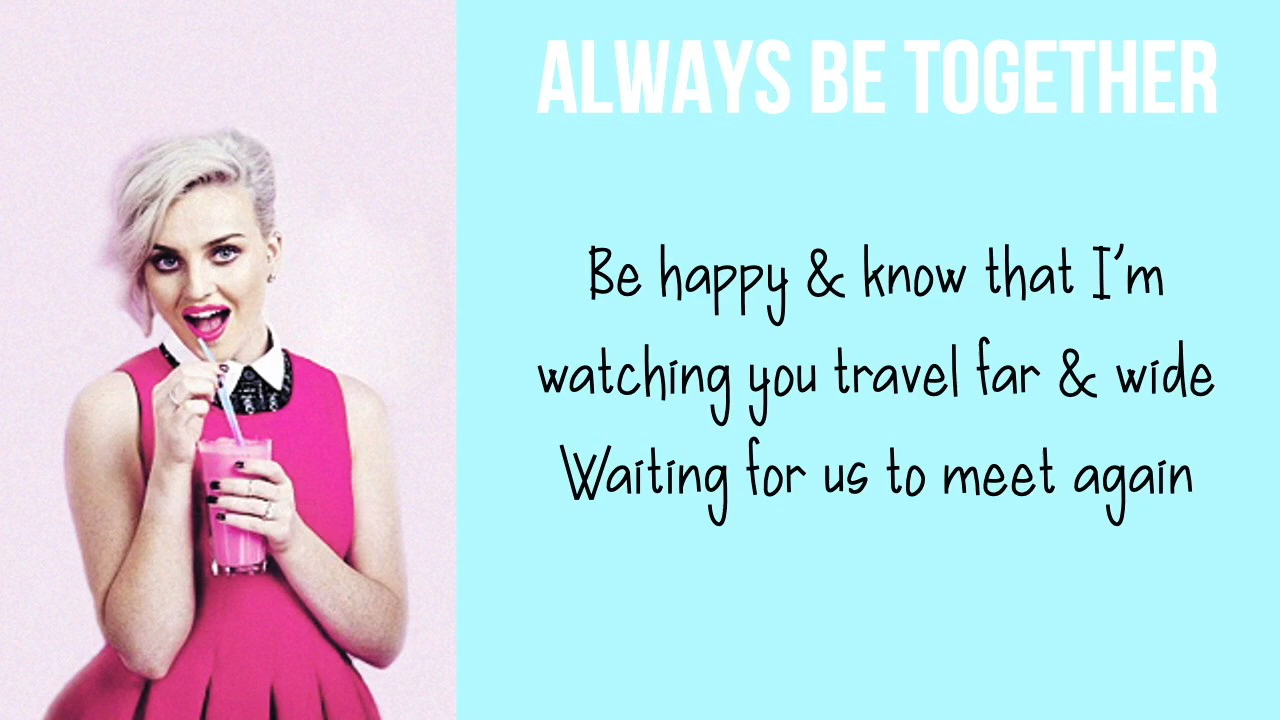 ALWAYS BE TOGETHER
Be happy & know that I'm
watching you travel far & wide
Waiting for us to meet again